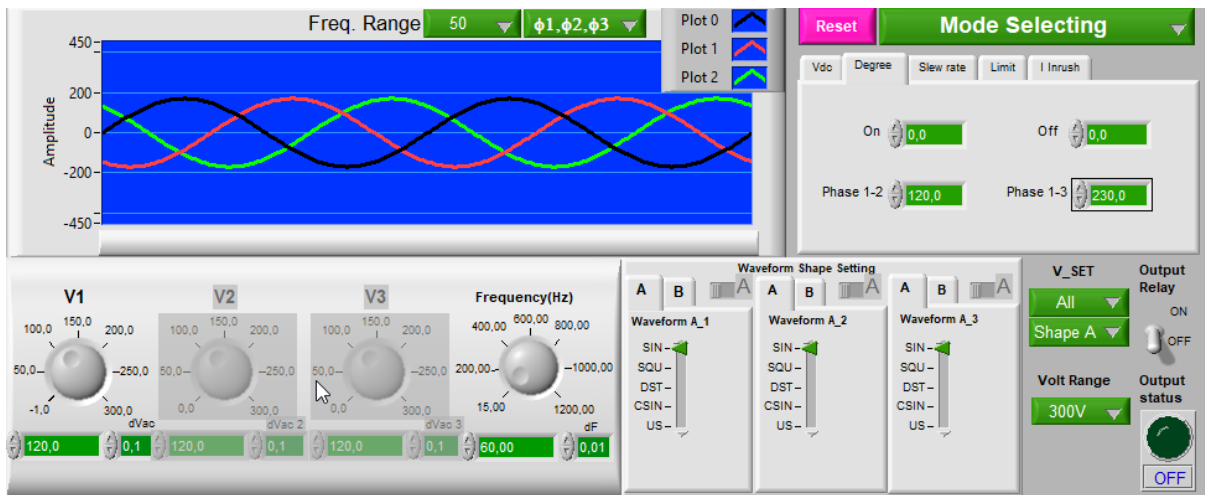 Freq. Range 50 ϕ1,ϕ2,ϕ3
Plot 0
Plot 1
Plot 2
450
200
0
-200
-450
Amplitude
Reset Mode Selecting
Vdc Degree Slew rate Limit I Inrush
On 0,0 Off 0,0
Phase 1-2 120,0 Phase 1-3 230,0
V1
100,0 150,0 200,0
50,0 250,0
-1,0 300,0
dVac
120,0 0,1
V2
100,0 150,0 200,0
50,0 250,0
0,0 300,0
dVac 2
120,0 0,1
V3
100,0 150,0 200,0
50,0 250,0
0,0 300,0
dVac 3
120,0 0,1
Frequency(Hz)
400,00 600,00 800,00
200,00 1000,00
15,00 1200,00
dF
60,00 0,01
Waveform Shape Setting
A B A
Waveform A_1
SIN
SQU
DST
CSIN
US
A B A
Waveform A_2
SIN
SQU
DST
CSIN
US
A B A
Waveform A_3
SIN
SQU
DST
CSIN
US
V_SET
All
Shape A
Volt Range
300V
Output
Relay
ON
OFF
Output
status
OFF